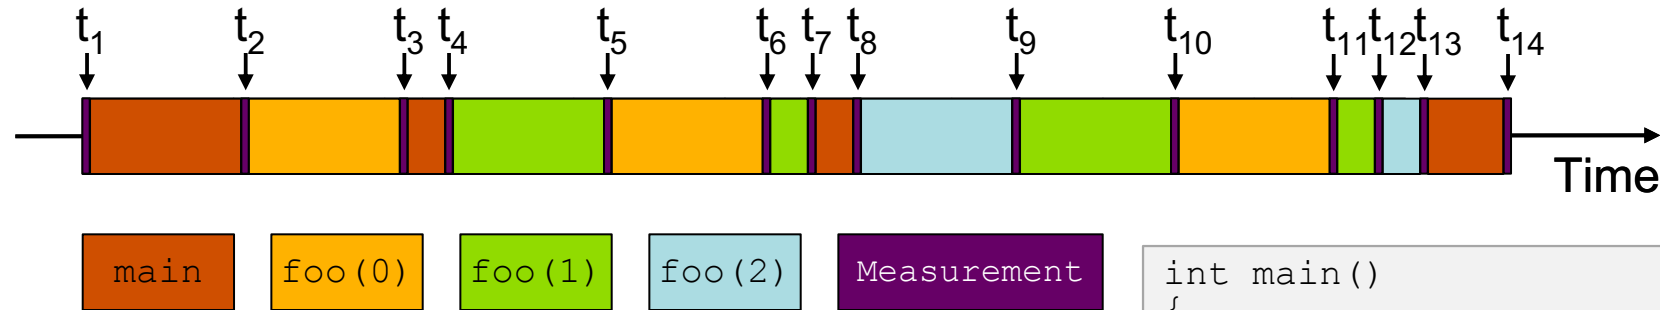 t1 t2 t3 t4 t5 t6 t7 t8 t9 t10 t11 t12 t13 t14
Time
main foo(0) foo(1) foo(2) Measurement
int main()
{